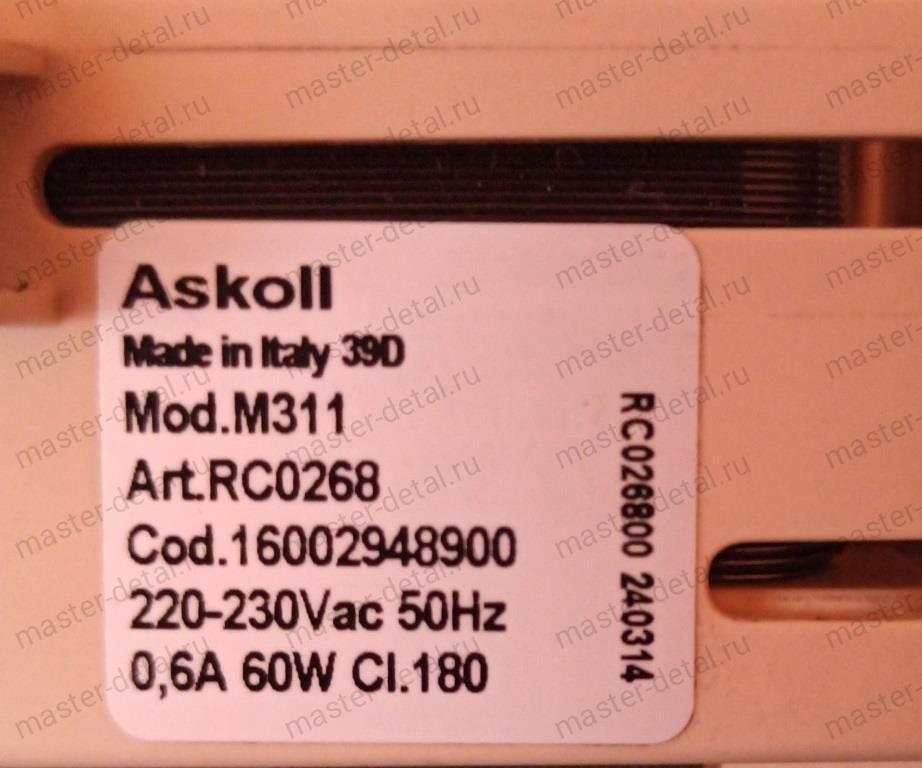 Askoll
Made in Italy 39D
Mod.M311
Art.RC0268
Cod.16002948900
220-230Vac 50Hz
0,6A 60W Cl.180
RC026800 240314
master-detal.ru